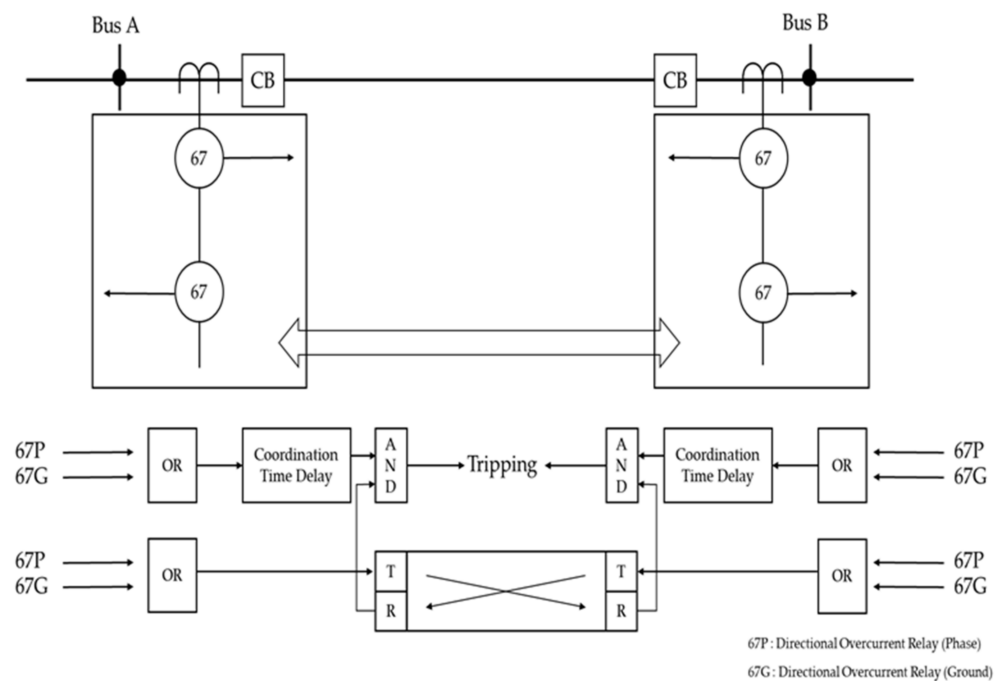 Bus A
Bus B
CB
CB
67
67
67
67
67P
67G
OR
Coordination
Time Delay
A
N
D
Tripping
A
N
D
Coordination
Time Delay
OR
67P
67G
67P
67G
OR
T
R
T
R
OR
67P
67G
67P : Directional Overcurrent Relay (Phase)
67G : Directional Overcurrent Relay (Ground)